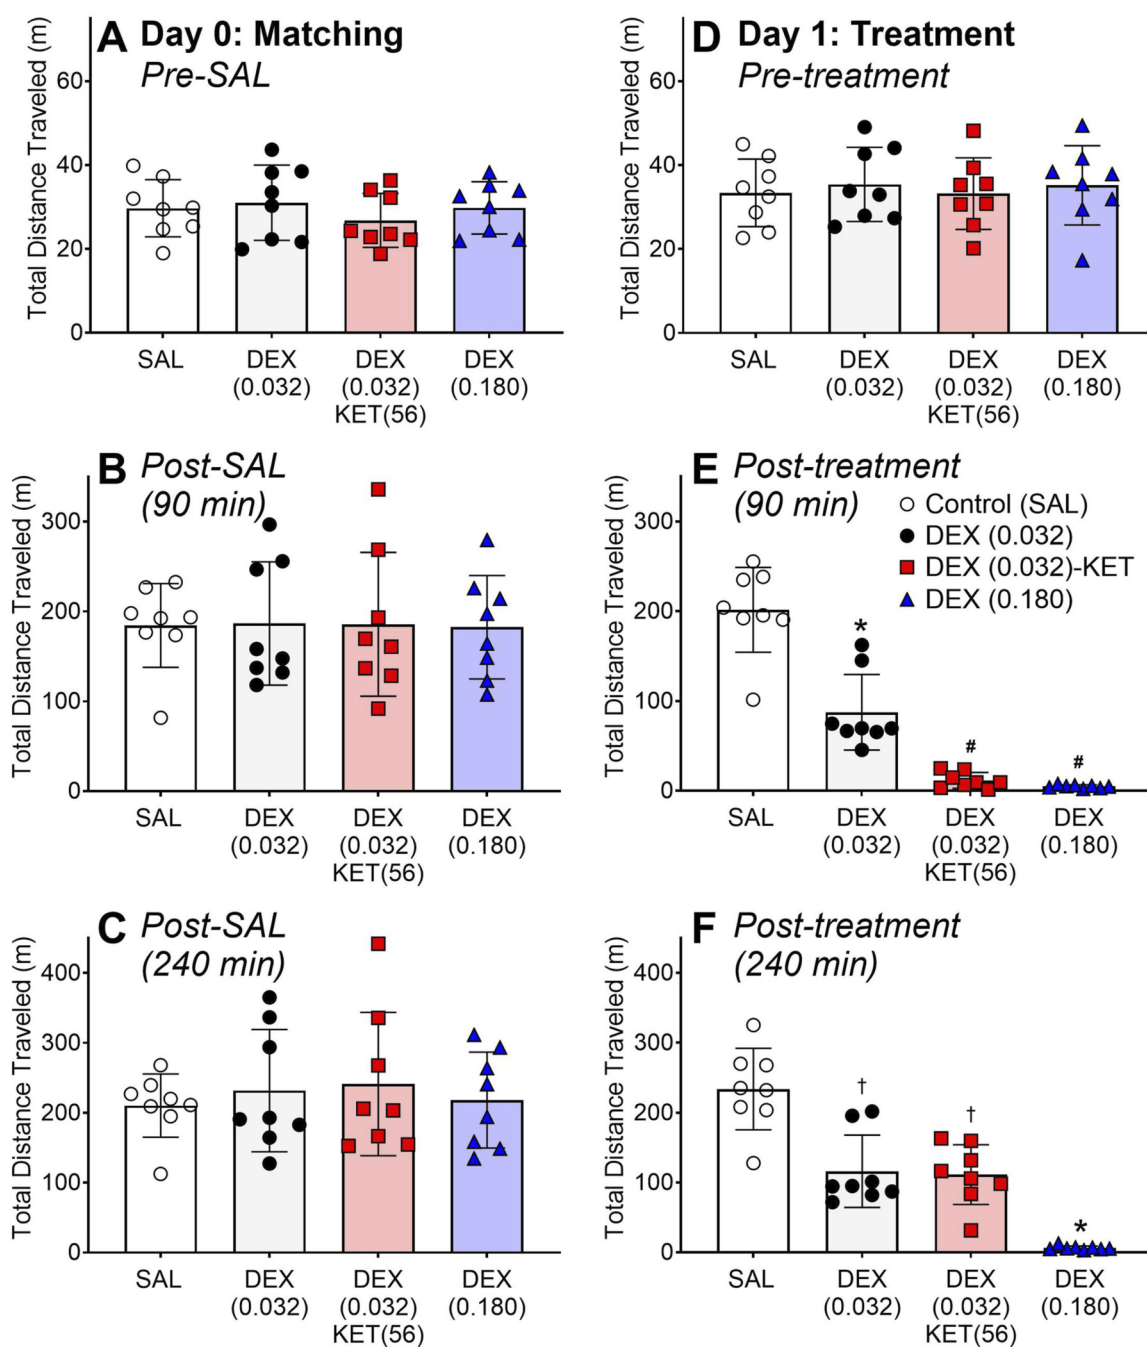 A Day 0: Matching
Pre-SAL
Total Distance Traveled (m)
60
40
20
0
SAL
DEX
(0.032)
DEX
(0.032)
KET(56)
DEX
(0.180)
D Day 1: Treatment
Pre-treatment
Total Distance Traveled (m)
60
40
20
0
SAL
DEX
(0.032)
DEX
(0.032)
KET(56)
DEX
(0.180)
B Post-SAL
(90 min)
Total Distance Traveled (m)
300
200
100
0
SAL
DEX
(0.032)
DEX
(0.032)
KET(56)
DEX
(0.180)
E Post-treatment
(90 min)
Control (SAL)
DEX (0.032)
DEX (0.032)-KET
DEX (0.180)
Total Distance Traveled (m)
300
200
100
0
*
#
#
SAL
DEX
(0.032)
DEX
(0.032)
KET(56)
DEX
(0.180)
C Post-SAL
(240 min)
Total Distance Traveled (m)
400
300
200
100
0
SAL
DEX
(0.032)
DEX
(0.032)
KET(56)
DEX
(0.180)
F Post-treatment
(240 min)
Total Distance Traveled (m)
400
300
200
100
0
†
†
*
SAL
DEX
(0.032)
DEX
(0.032)
KET(56)
DEX
(0.180)